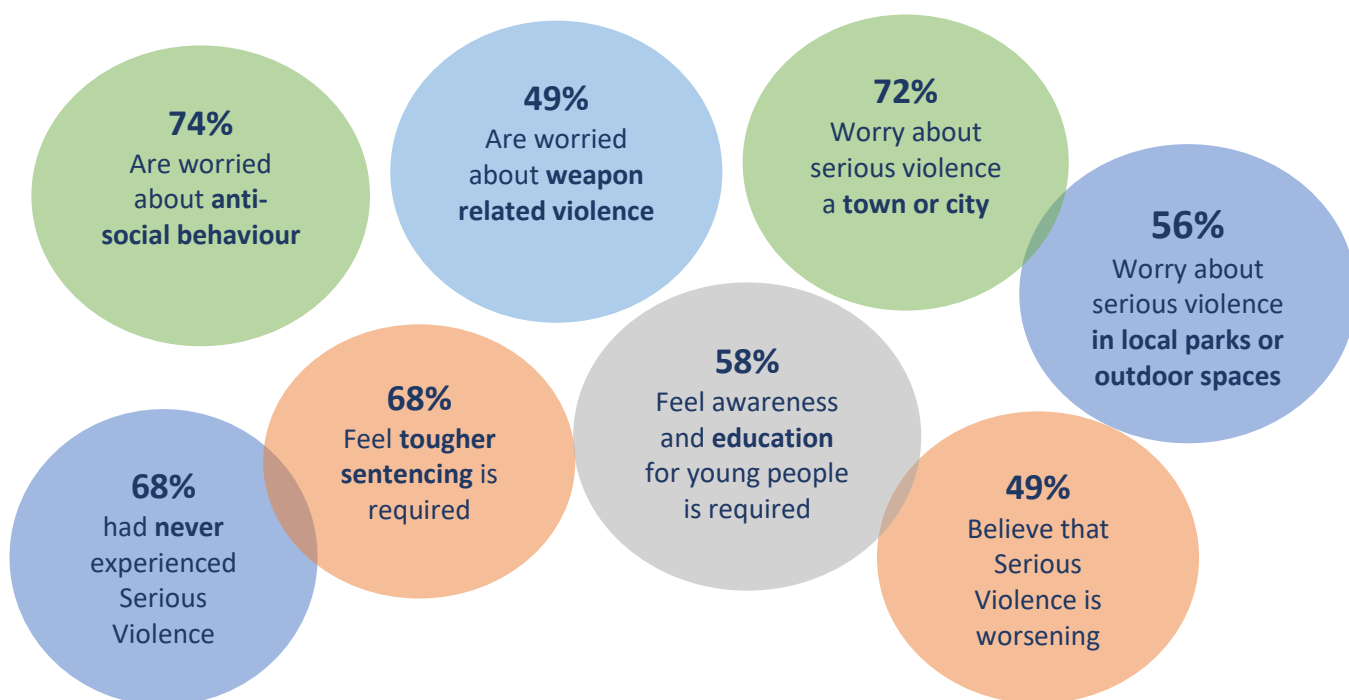 74%
Are worried
about anti-
social behaviour
49%
Are worried
about weapon
related violence
72%
Worry about
serious violence
a town or city
56%
Worry about
serious violence
in local parks or
outdoor spaces
68%
had never
experienced
Serious
Violence
68%
Feel tougher
sentencing is
required
58%
Feel awareness
and education
for young people
is required
49%
Believe that
Serious
Violence is
worsening